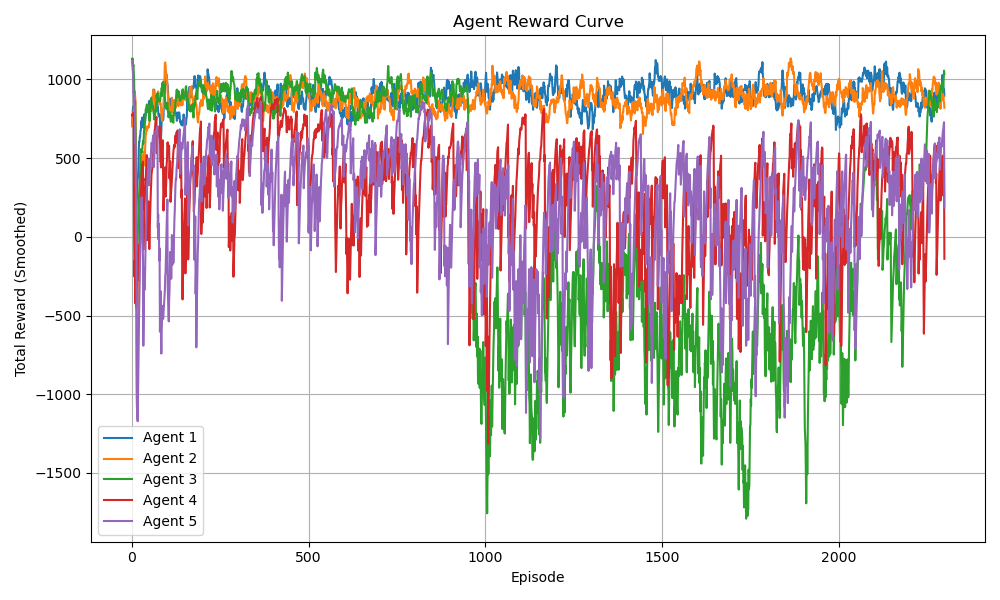 Agent Reward Curve
Total Reward (Smoothed)
1000
500
0
−500
−1000
−1500
Agent 1
Agent 2
Agent 3
Agent 4
Agent 5
0 500 1000 1500 2000
Episode